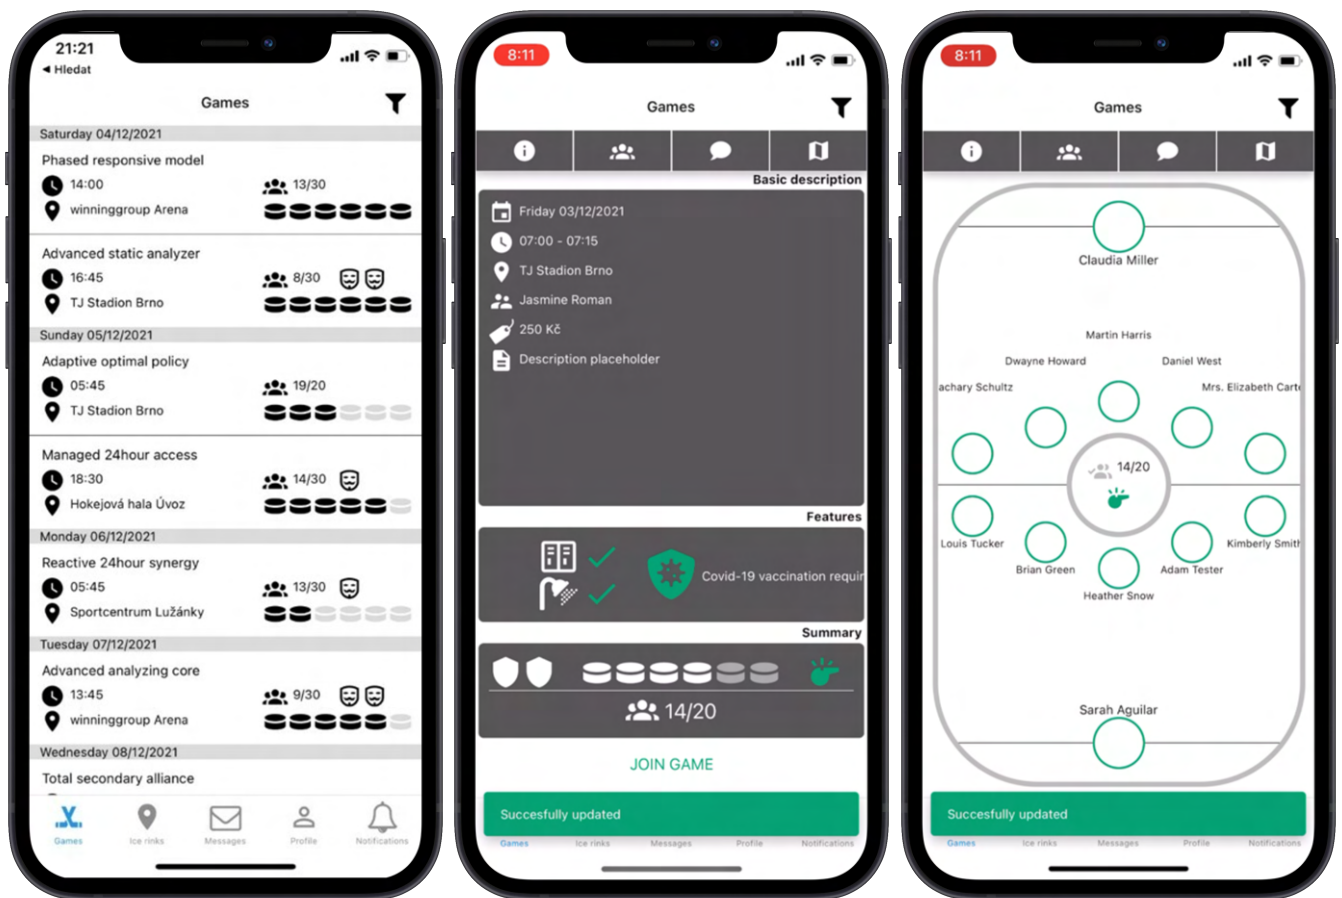 21:21
◀ Hledat
Games
Saturday 04/12/2021
Phased responsive model
14:00
13/30
winninggroup Arena
Advanced static analyzer
16:45
8/30
TJ Stadion Brno
Sunday 05/12/2021
Adaptive optimal policy
05:45
19/20
TJ Stadion Brno
Managed 24hour access
18:30
14/30
Hokejová hala Úvoz
Monday 06/12/2021
Reactive 24hour synergy
05:45
13/30
Sportcentrum Lužánky
Tuesday 07/12/2021
Advanced analyzing core
13:45
9/30
winninggroup Arena
Wednesday 08/12/2021
Total secondary alliance
Games
Ice rinks
Messages
Profile
Notifications
8:11
Games
Basic description
Friday 03/12/2021
07:00 - 07:15
TJ Stadion Brno
Jasmine Roman
250 Kč
Description placeholder
Features
Covid-19 vaccination requir
Summary
14/20
JOIN GAME
Succesfully updated
Games
Ice rinks
Messages
Profile
Notifications
8:11
Games
Claudia Miller
Martin Harris
Dwayne Howard
Daniel West
achary Schultz
Mrs. Elizabeth Carte
14/20
Louis Tucker
Kimberly Smith
Brian Green
Adam Tester
Heather Snow
Sarah Aguilar
Succesfully updated
Games
Ice rinks
Messages
Profile
Notifications